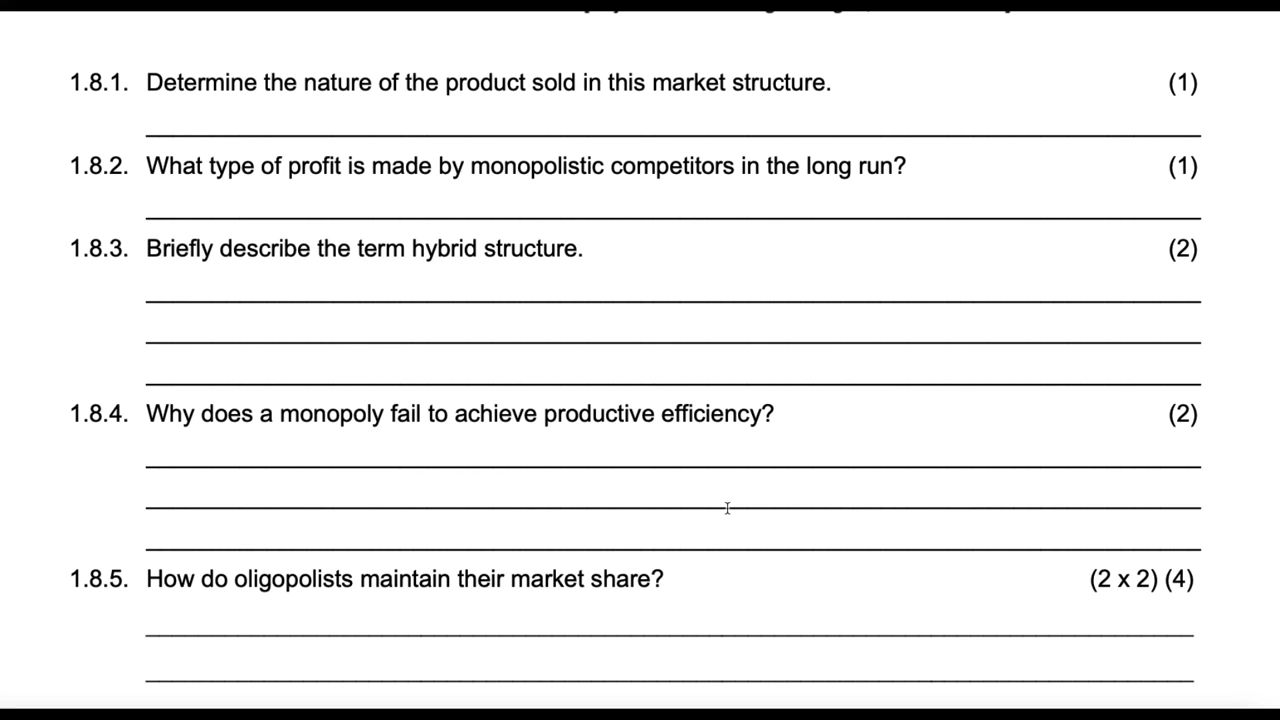 1.8.1. Determine the nature of the product sold in this market structure. (1)
1.8.2. What type of profit is made by monopolistic competitors in the long run? (1)
1.8.3. Briefly describe the term hybrid structure. (2)
1.8.4. Why does a monopoly fail to achieve productive efficiency? (2)
1.8.5. How do oligopolists maintain their market share? (2 x 2) (4)